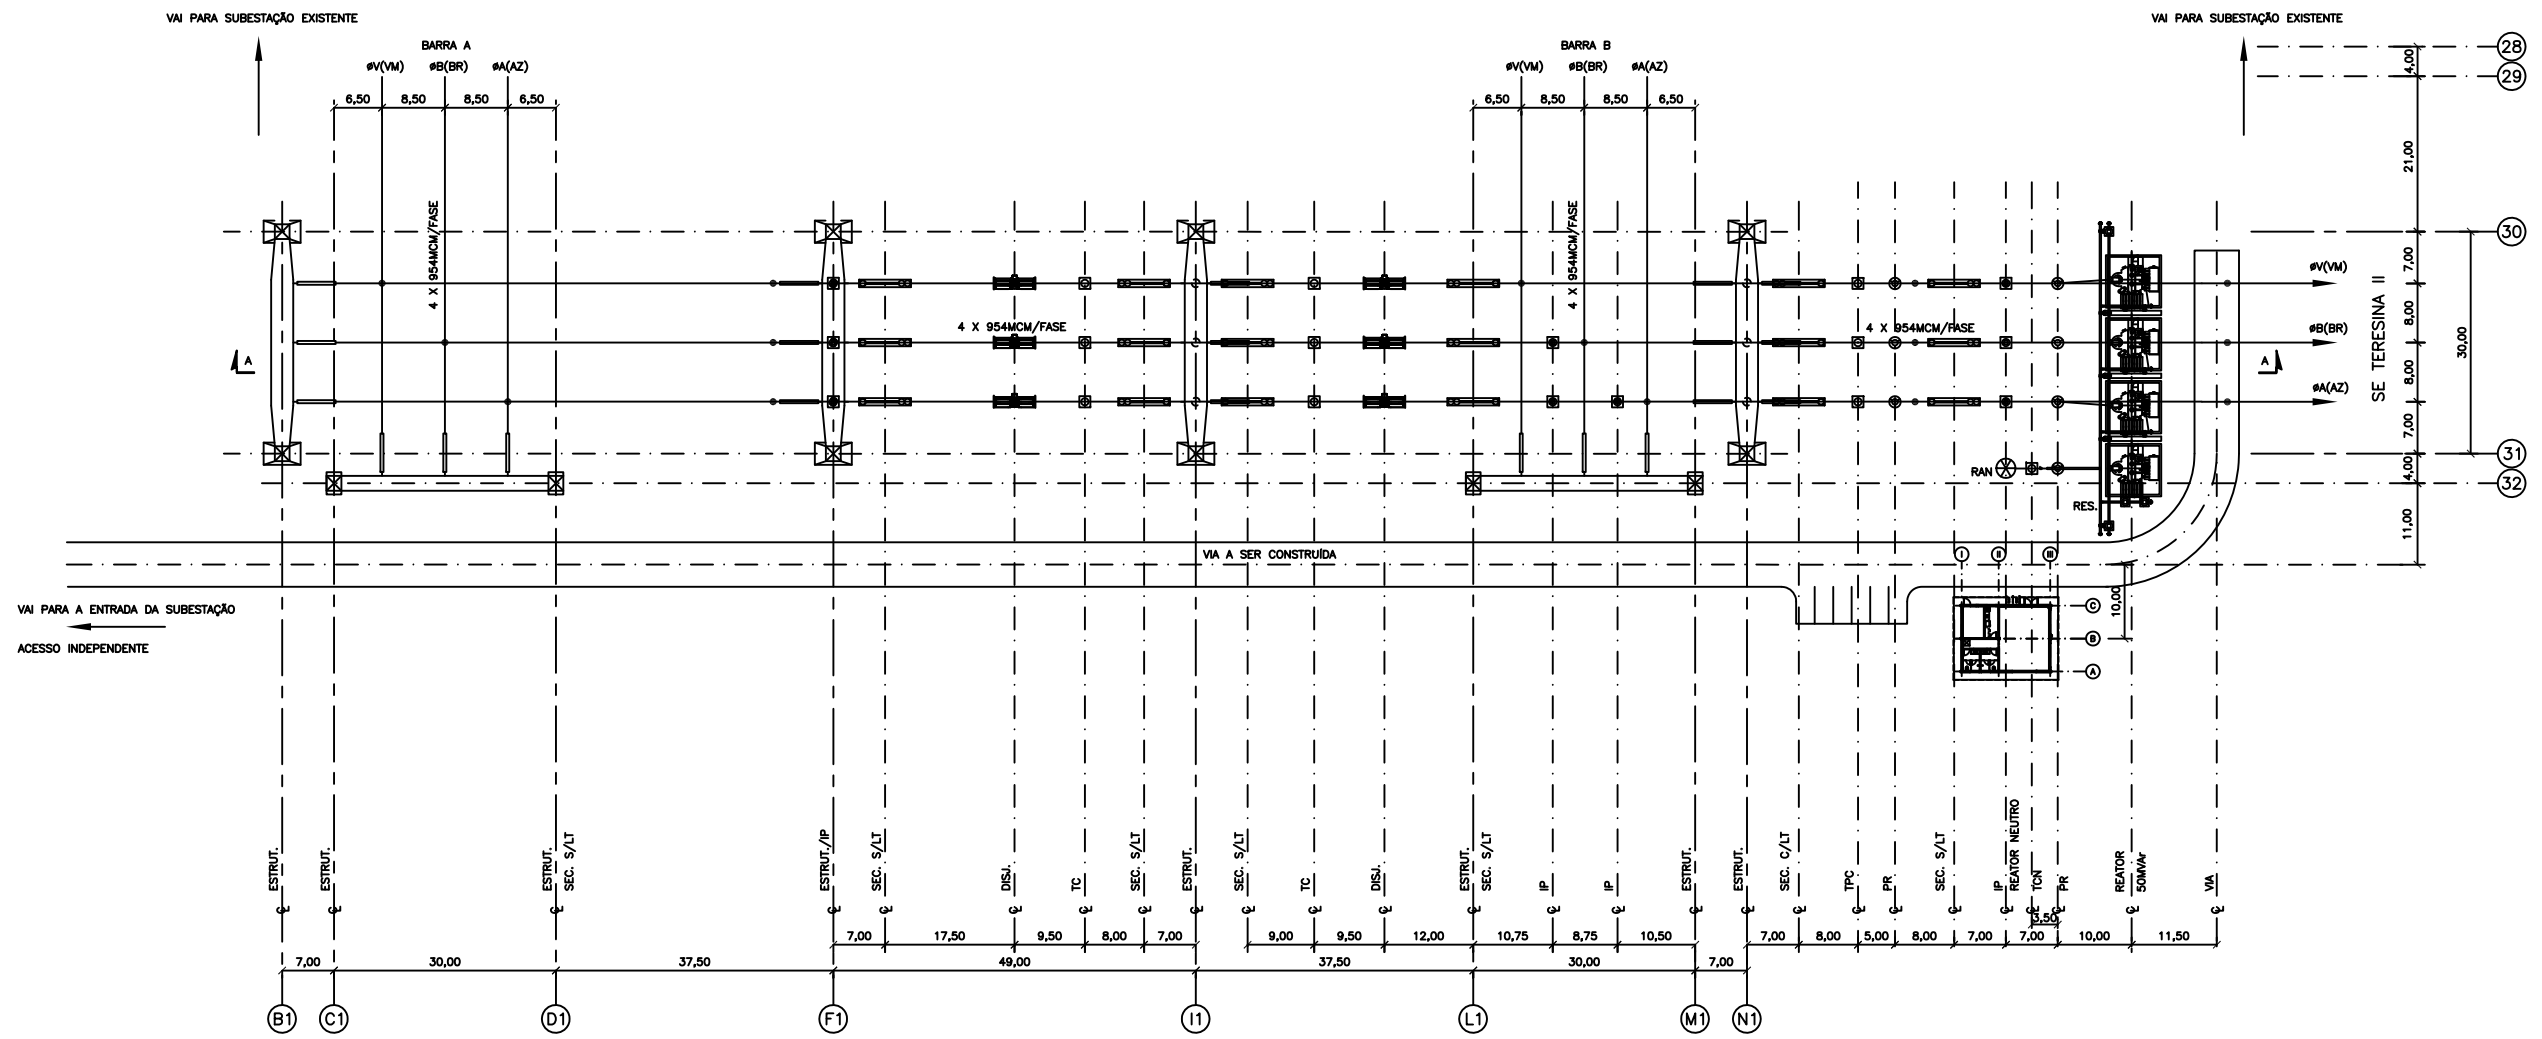 VAI PARA SUBESTAÇÃO EXISTENTE
VAI PARA SUBESTAÇÃO EXISTENTE
BARRA A
BARRA B
øV(VM) øB(BR) øA(AZ)
øV(VM) øB(BR) øA(AZ)
6,50 8,50 8,50 6,50
6,50 8,50 8,50 6,50
28
4,00
29
21,00
30
7,00
8,00
8,00
7,00
30,00
31
4,00
32
11,00
4 X 954MCM/FASE
4 X 954MCM/FASE
4 X 954MCM/FASE
4 X 954MCM/FASE
øV(VM)
øB(BR)
øA(AZ)
SE TERESINA II
A
A
RAN
RES.
VIA A SER CONSTRUÍDA
I II III
10,00
C
B
A
VAI PARA A ENTRADA DA SUBESTAÇÃO
ACESSO INDEPENDENTE
ESTRUT.
ESTRUT.
ESTRUT.
SEC. S/LT
ESTRUT./IP
SEC. S/LT
DISJ.
TC
SEC. S/LT
ESTRUT.
SEC. S/LT
TC
DISJ.
ESTRUT.
SEC. S/LT
IP
IP
ESTRUT.
ESTRUT.
SEC. C/LT
TPC
PR
SEC. S/LT
IP
REATOR NEUTRO
TCN
PR
REATOR
50MVAr
VIA
3,50
7,00 17,50 9,50 8,00 7,00 9,00 9,50 12,00 10,75 8,75 10,50 7,00 8,00 5,00 8,00 7,00 7,00 10,00 11,50
7,00 30,00 37,50 49,00 37,50 30,00 7,00
B1 C1 D1 F1 I1 L1 M1 N1